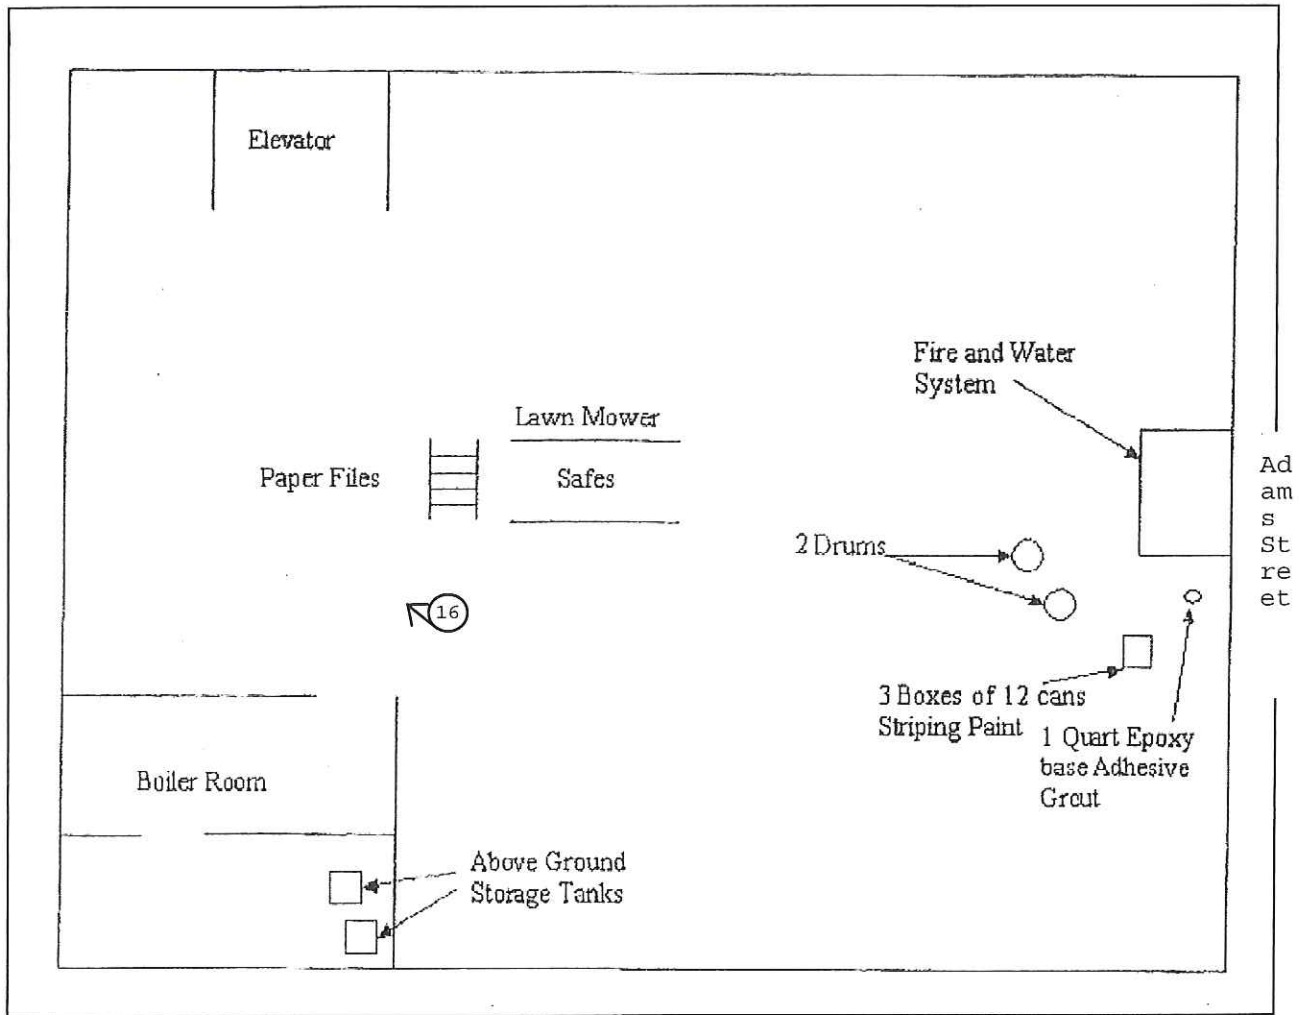 Elevator
Fire and Water
System
Lawn Mower
Paper Files
Safes
Ad
am
s
St
re
et
2 Drums
16
3 Boxes of 12 cans
Striping Paint
1 Quart Epoxy
base Adhesive
Grout
Boiler Room
Above Ground
Storage Tanks